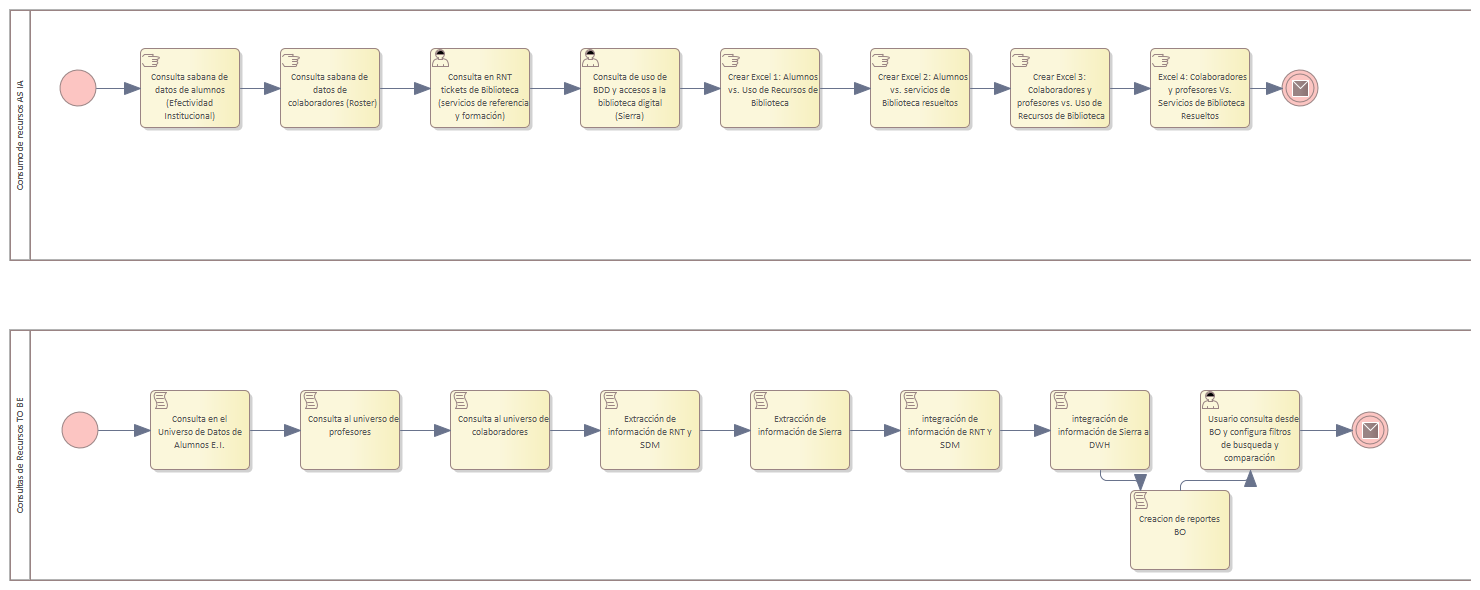 Consumo de recursos AS IA
Consulta sabana de
datos de alumnos
(Efectividad
Institucional)
Consulta sabana de
datos de
colaboradores (Roster)
Consulta en RNT
tickets de Biblioteca
(servicios de referencia
y formación)
Consulta de uso de
BDD y accesos a la
biblioteca digital
(Sierra)
Crear Excel 1: Alumnos
vs. Uso de Recursos de
Biblioteca
Crear Excel 2: Alumnos
vs. servicios de
Biblioteca resueltos
Crear Excel 3:
Colaboradores y
profesores vs. Uso de
Recursos de Biblioteca
Excel 4: Colaboradores
y profesores Vs.
Servicios de Biblioteca
Resueltos
Consultas de Recursos TO BE
Consulta en el
Universo de Datos de
Alumnos E.I.
Consulta al universo de
profesores
Consulta al universo de
colaboradores
Extracción de
información de RNT y
SDM
Extracción de
información de Sierra
integración de
información de RNT Y
SDM
integración de
información de Sierra a
DWH
Creacion de reportes
BO
Usuario consulta desde
BO y configura filtros
de busqueda y
comparación